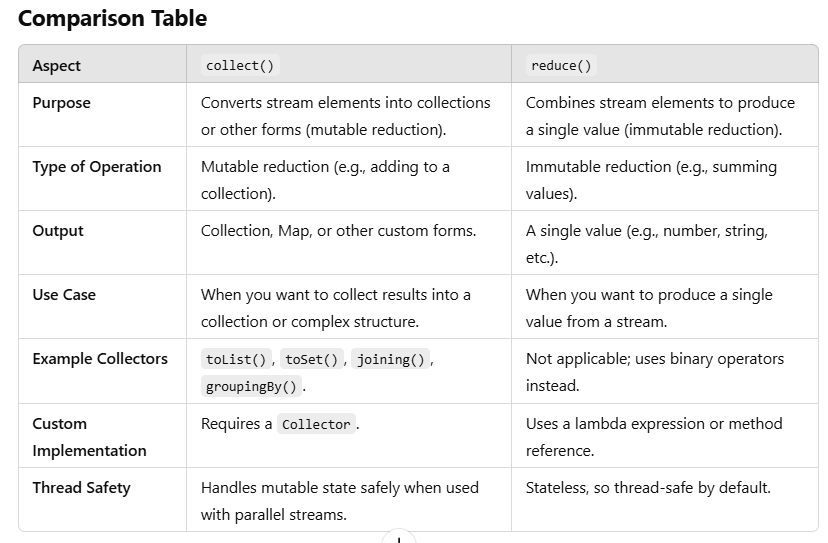 Comparison Table
Aspect collect() reduce()
Purpose Converts stream elements into collections Combines stream elements to produce
or other forms (mutable reduction). a single value (immutable reduction).
Type of Operation Mutable reduction (e.g., adding to a Immutable reduction (e.g., summing
collection). values).
Output Collection, Map, or other custom forms. A single value (e.g., number, string,
etc.).
Use Case When you want to collect results into a When you want to produce a single
collection or complex structure. value from a stream.
Example Collectors toList(), toSet(), joining(), Not applicable; uses binary operators
groupingBy(). instead.
Custom Requires a Collector. Uses a lambda expression or method
Implementation reference.
Thread Safety Handles mutable state safely when used Stateless, so thread-safe by default.
with parallel streams.